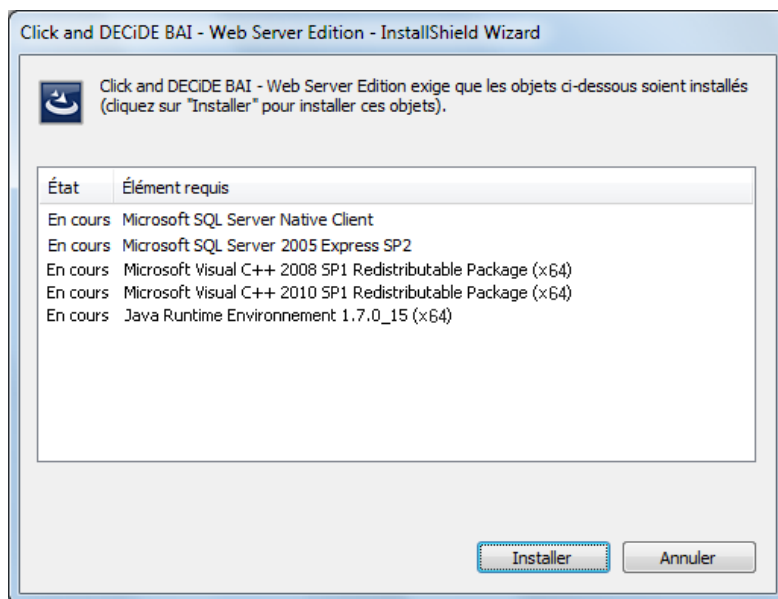 Click and DECiDE BAI - Web Server Edition - InstallShield Wizard
Click and DECiDE BAI - Web Server Edition exige que les objets ci-dessous soient installés
(cliquez sur "Installer" pour installer ces objets).
État Élément requis
En cours Microsoft SQL Server Native Client
En cours Microsoft SQL Server 2005 Express SP2
En cours Microsoft Visual C++ 2008 SP1 Redistributable Package (x64)
En cours Microsoft Visual C++ 2010 SP1 Redistributable Package (x64)
En cours Java Runtime Environnement 1.7.0_15 (x64)
Installer Annuler